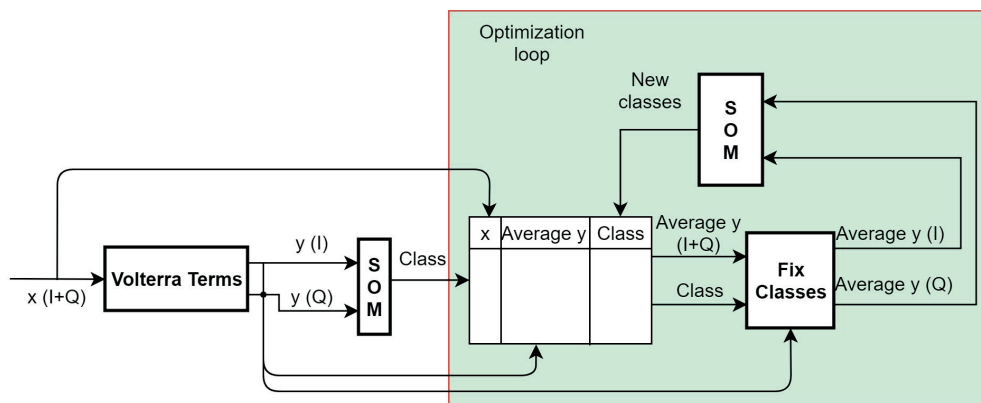 Optimization
loop
New
classes
S
O
M
x
Average y
Class
Average y
(I+Q)
Average y (I)
y (I)
Volterra Terms
S
O
M
Class
Fix
Classes
x (I+Q)
y (Q)
Class
Average y (Q)